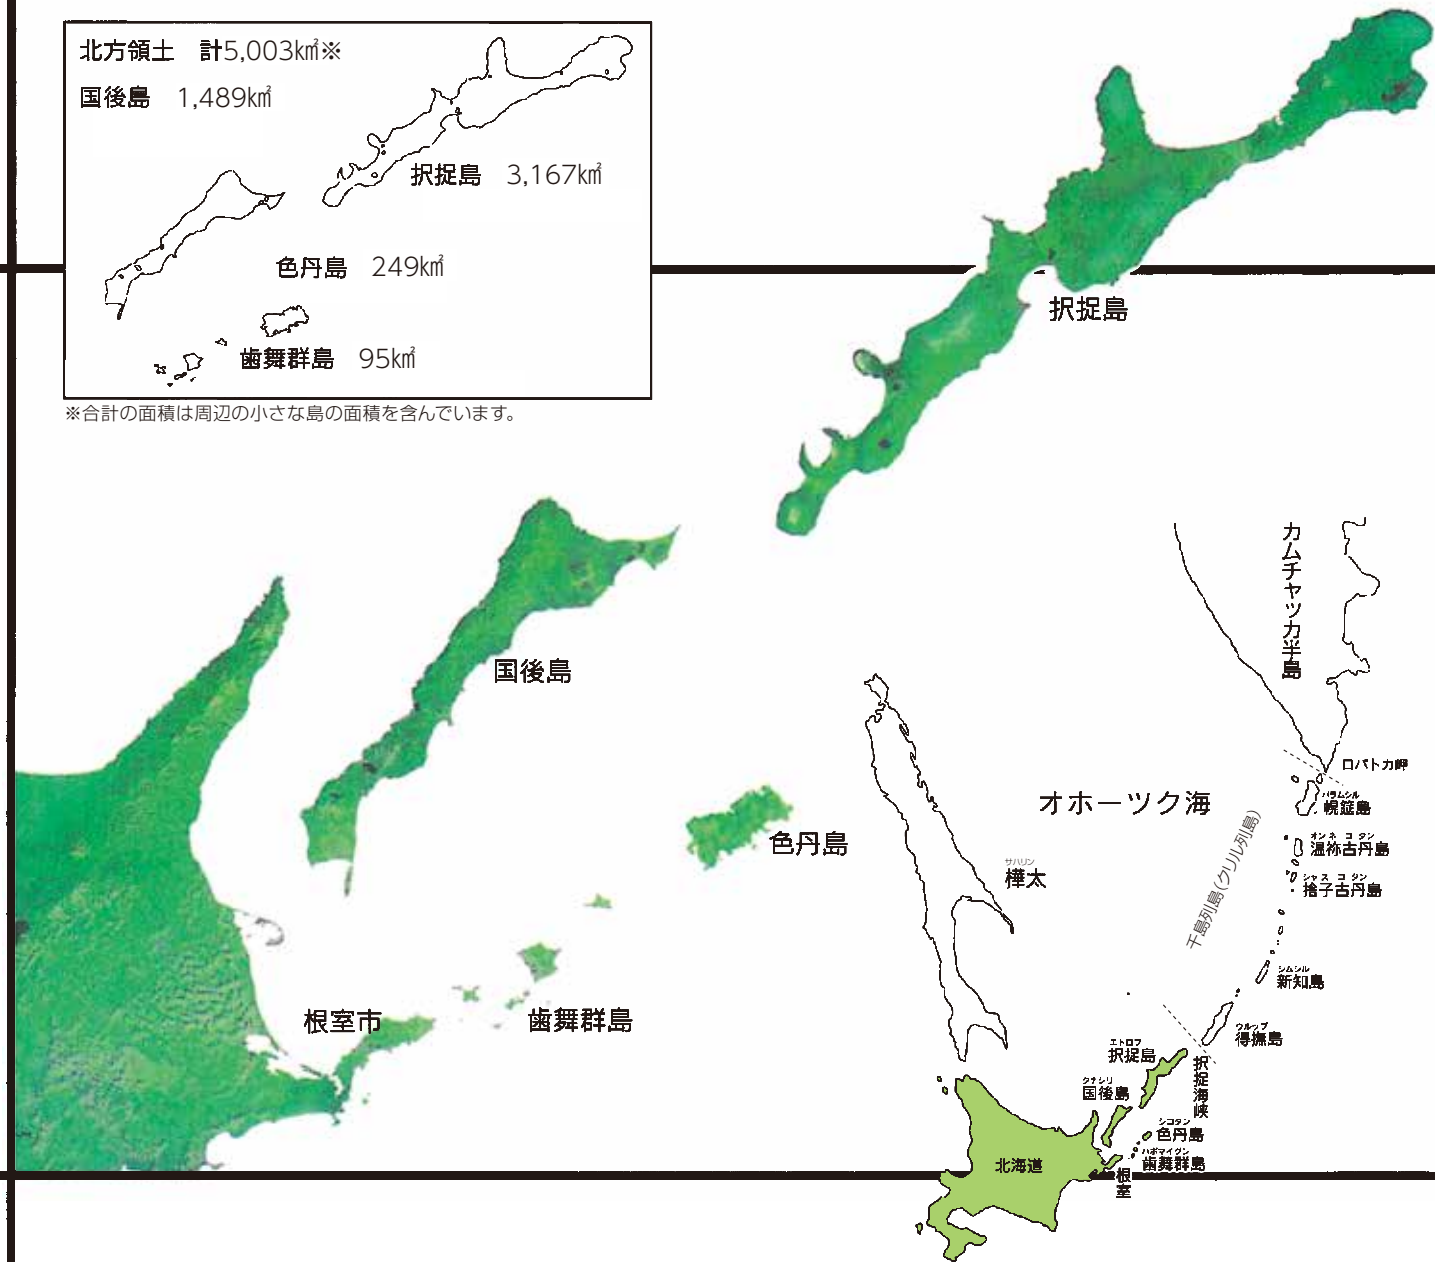 北方領土 計5,003k㎡※
国後島 1,489k㎡
択捉島 3,167k㎡
色丹島 249k㎡
歯舞群島 95k㎡
※合計の面積は周辺の小さな島の面積を含んでいます。
択捉島
国後島
色丹島
歯舞群島
根室市
カムチャツカ半島
ロパトカ岬
パラムシル
幌筵島
オンネコタン
温祢古丹島
シャスコタン
捨子古丹島
オホーツク海
千島列島(クリル列島)
サハリン
樺太
シムシル
新知島
ウルップ
得撫島
エトロフ
択捉島
択捉海峡
クナシリ
国後島
シコタン
色丹島
ハボマイグン
歯舞群島
北海道
根室